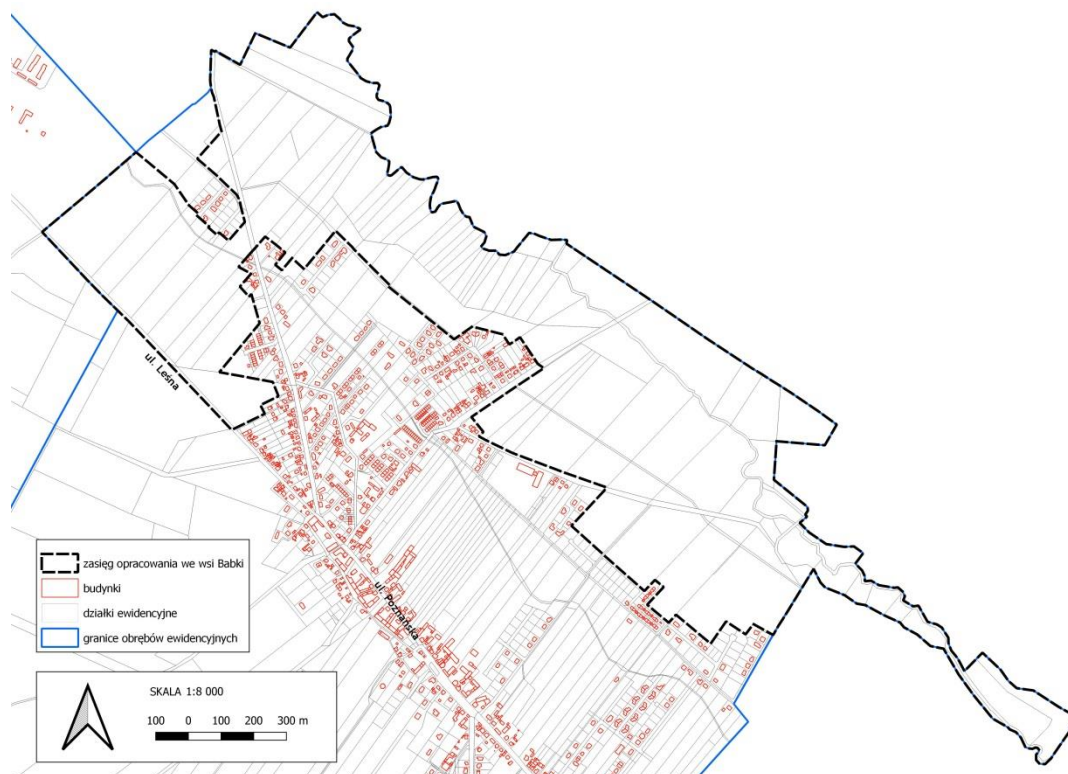 ul. Leśna
ul. Poznańska
zasięg opracowania we wsi Babki
budynki
działki ewidencyjne
granice obrębów ewidencyjnych
SKALA 1:8 000
100 0 100 200 300 m